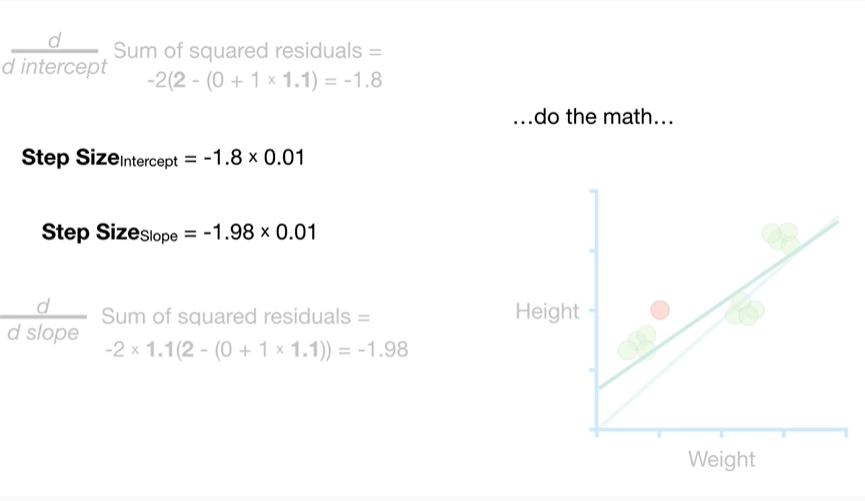 d
d intercept
Sum of squared residuals =
-2(2 - (0 + 1 × 1.1) = -1.8
…do the math…
Step SizeIntercept = -1.8 × 0.01
Step SizeSlope = -1.98 × 0.01
d
d slope
Sum of squared residuals =
-2 × 1.1(2 - (0 + 1 × 1.1)) = -1.98
Height
Weight